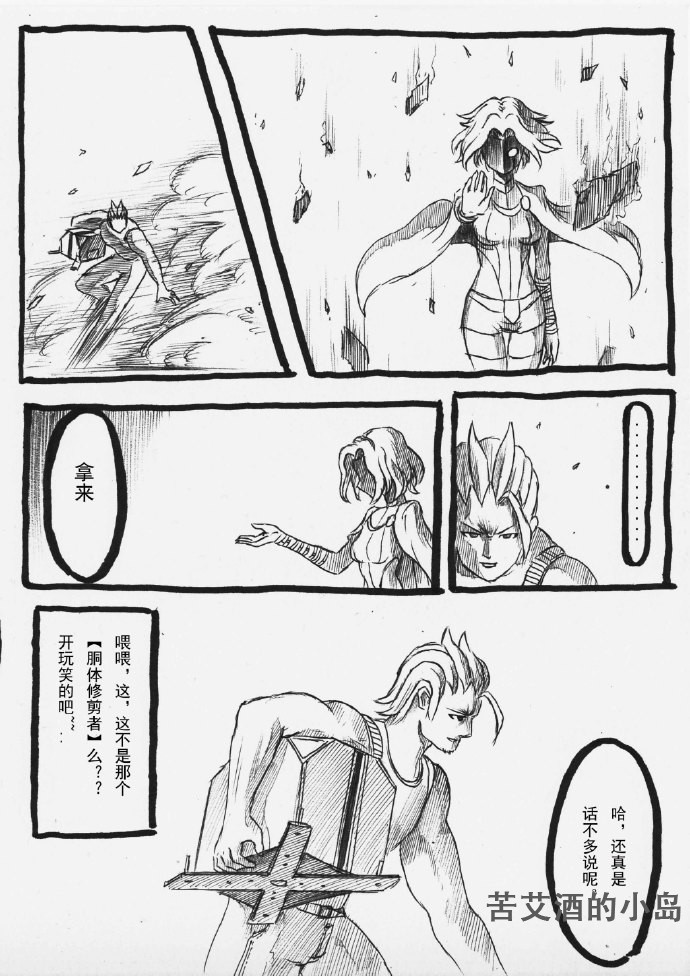 …………
拿来
哈，还真是
话不多说呢~
喂喂，这，这不是那个
【胴体修剪者】么？？
开玩笑的吧~…
苦艾酒的小岛